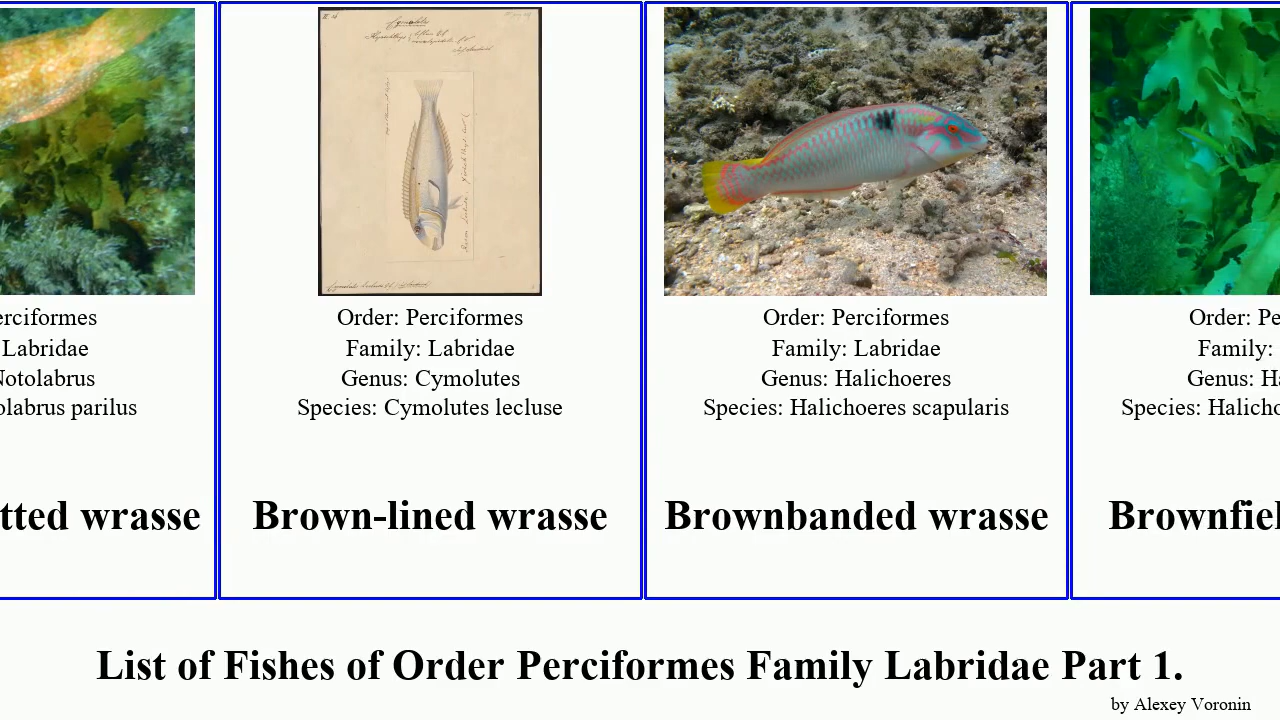 erciformes
Labridae
Notolabrus
olabrus parilus
tted wrasse
Order: Perciformes
Family: Labridae
Genus: Cymolutes
Species: Cymolutes lecluse
Brown-lined wrasse
Order: Perciformes
Family: Labridae
Genus: Halichoeres
Species: Halichoeres scapularis
Brownbanded wrasse
Order: Pe
Family:
Genus: Ha
Species: Halicho
Brownfiel
List of Fishes of Order Perciformes Family Labridae Part 1.
by Alexey Voronin